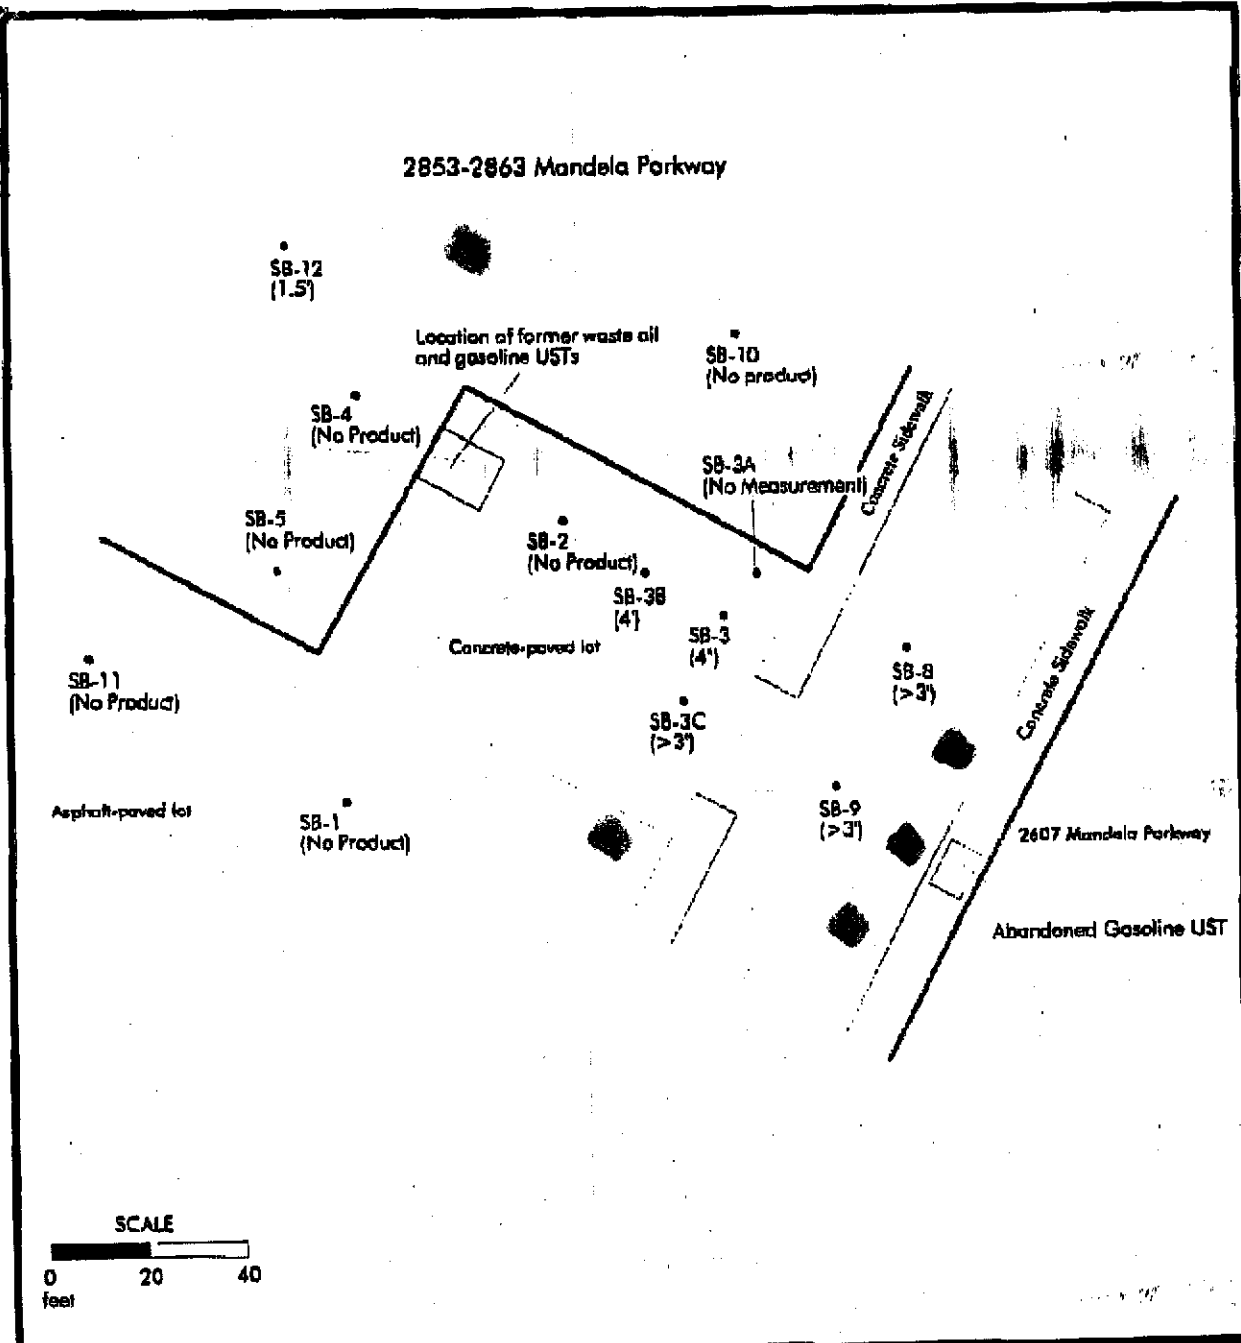 2853-2863 Mandela Parkway
SB-12
(1.5')
Location of former waste oil
and gasoline USTs
SB-10
(No product)
SB-4
(No Product)
Concrete Sidewalk
SB-3A
(No Measurement)
SB-5
(No Product)
SB-2
(No Product)
SB-3B
(4')
SB-3
(4")
Concrete-paved lot
SB-8
(>3')
Concrete Sidewalk
SB-11
(No Product)
SB-3C
(>3")
Asphalt-paved lot
SB-1
(No Product)
SB-9
(>3')
2607 Mandela Parkway
Abandoned Gasoline UST
SCALE
0 20 40
feet